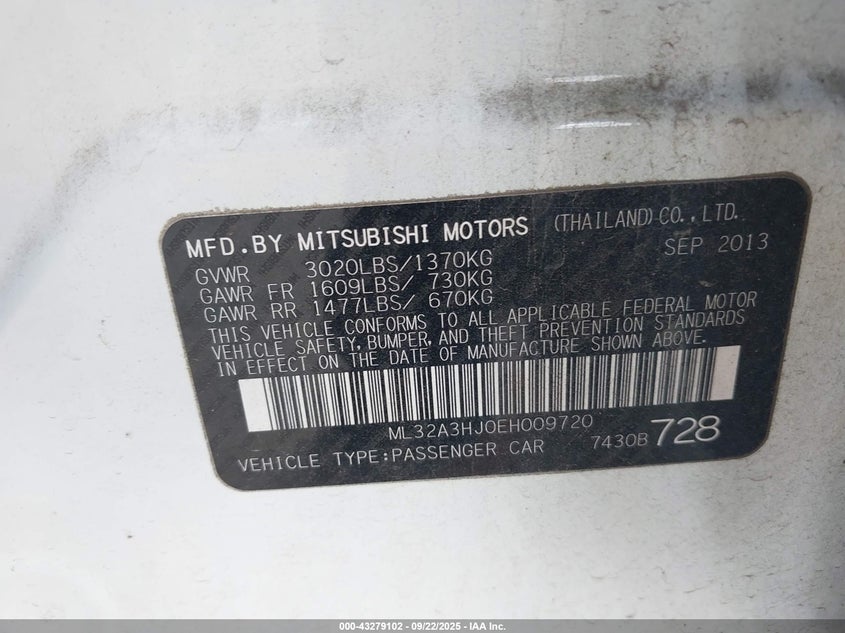 MFD.BY MITSUBISHI MOTORS (THAILAND) CO., LTD.
SEP 2013
GVWR 3020LBS/1370KG
GAWR FR 1609LBS/ 730KG
GAWR RR 1477LBS/ 670KG
THIS VEHICLE CONFORMS TO ALL APPLICABLE FEDERAL MOTOR
VEHICLE SAFETY, BUMPER, AND THEFT PREVENTION STANDARDS
IN EFFECT ON THE DATE OF MANUFACTURE SHOWN ABOVE.
ML32A3HJ0EH009720
7430B 728
VEHICLE TYPE:PASSENGER CAR
000-43279102 - 09/22/2025 - IAA Inc.